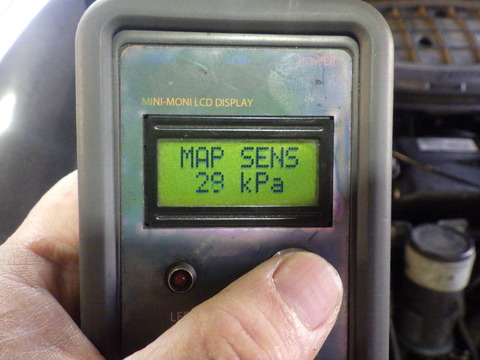 MINI-MONI LCD DISPLAY
MAP SENS
29 kPa